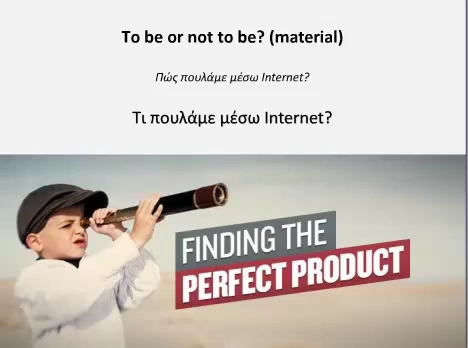 To be or not to be? (material)
Πώς πουλάμε μέσω Internet?
Τι πουλάμε μέσω Internet?
FINDING THE
PERFECT PRODUCT